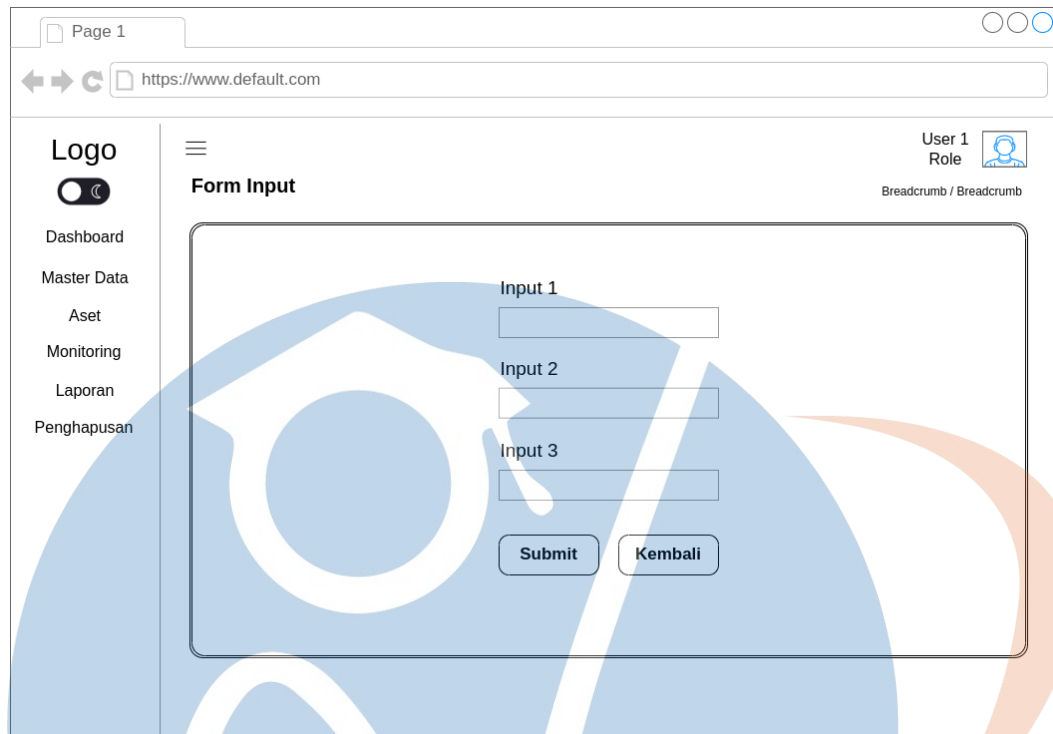 Page 1
https://www.default.com
Logo
User 1
Role
Form Input
Breadcrumb / Breadcrumb
Dashboard
Master Data
Aset
Monitoring
Laporan
Penghapusan
Input 1
Input 2
Input 3
Submit
Kembali